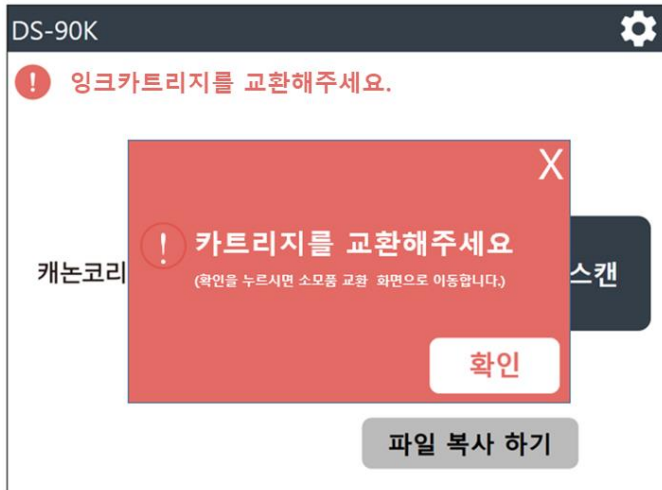 DS-90K
잉크카트리지를 교환해주세요.
X
카트리지를 교환해주세요
(확인을 누르시면 소모품 교환 화면으로 이동합니다.)
캐논코리
스캔
확인
파일 복사 하기